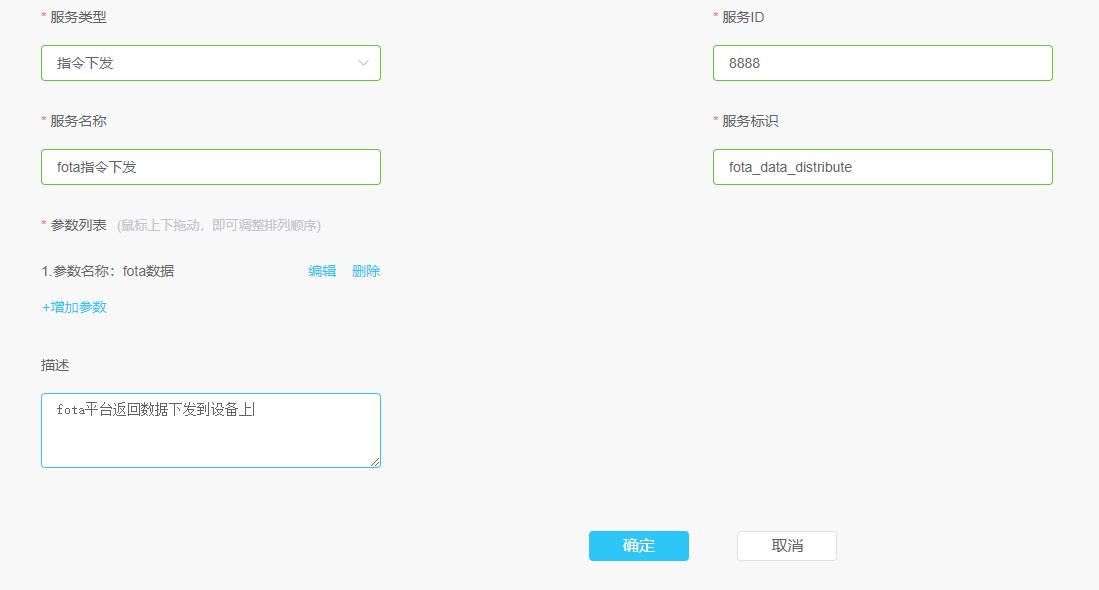 * 服务类型
* 服务ID
指令下发
8888
* 服务名称
* 服务标识
fota指令下发
fota_data_distribute
* 参数列表 (鼠标上下拖动，即可调整排列顺序)
1.参数名称：fota数据 编辑 删除
+增加参数
描述
fota平台返回数据下发到设备上
确定 取消